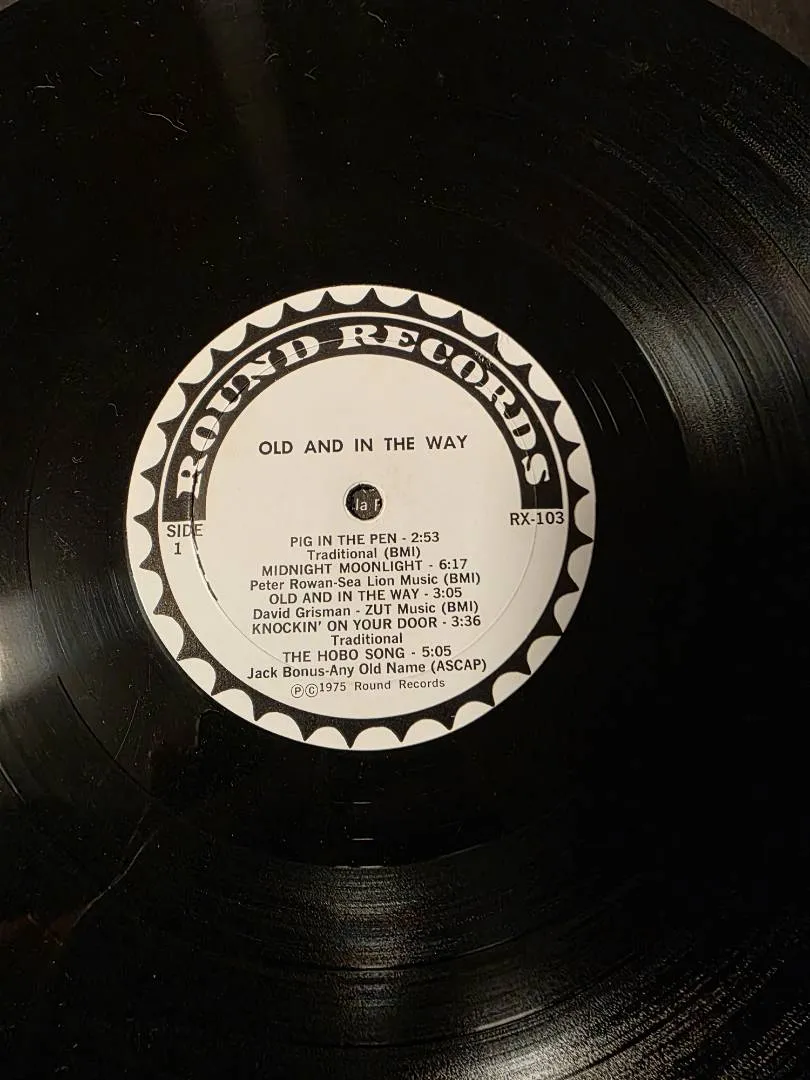 ROUND RECORDS
OLD AND IN THE WAY
SIDE
1
RX-103
PIG IN THE PEN - 2:53
Traditional (BMI)
MIDNIGHT MOONLIGHT - 6:17
Peter Rowan-Sea Lion Music (BMI)
OLD AND IN THE WAY - 3:05
David Grisman - ZUT Music (BMI)
KNOCKIN' ON YOUR DOOR - 3:36
Traditional
THE HOBO SONG - 5:05
Jack Bonus-Any Old Name (ASCAP)
ⓅⒸ1975 Round Records